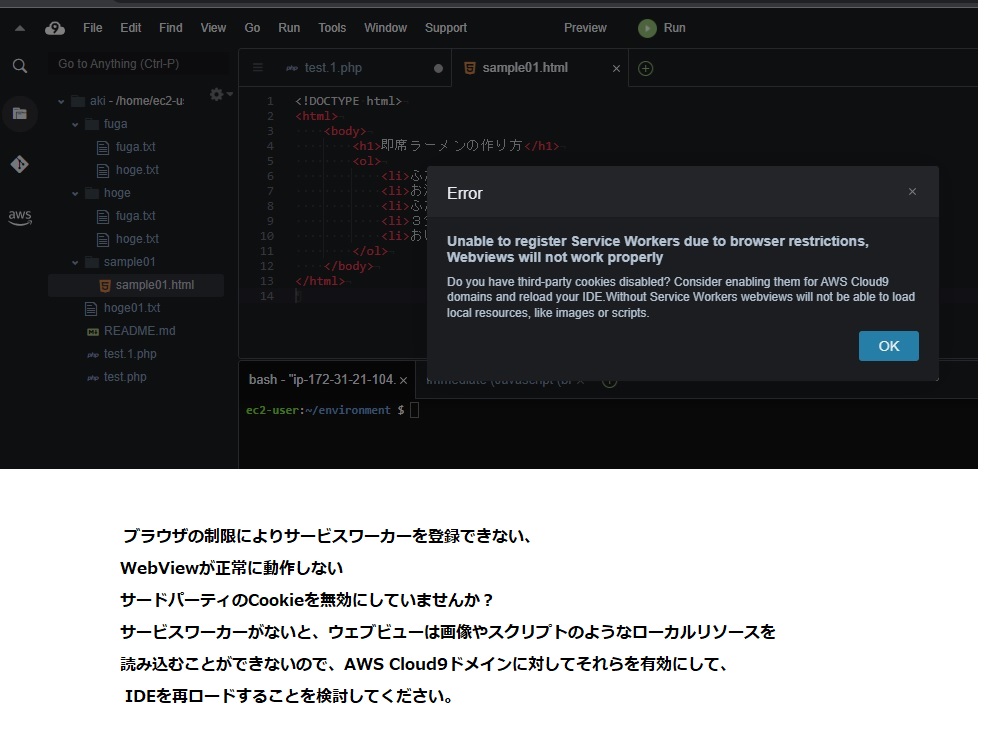 File Edit Find View Go Run Tools Window Support Preview Run
Go to Anything (Ctrl-P)
test.1.php
sample01.html
aki - /home/ec2-u
fuga
fuga.txt
hoge.txt
hoge
fuga.txt
hoge.txt
sample01
sample01.html
hoge01.txt
README.md
test.1.php
test.php
aws
1 <!DOCTYPE html>
2 <html>
3 <body>
4 <h1>即席ラーメンの作り方</h1>
5 <ol>
6 <li>ふ
7 <li>お
8 <li>ふ
9 <li>3
10 <li>お
11 </ol>
12 </body>
13 </html>
14
Error
Unable to register Service Workers due to browser restrictions,
Webviews will not work properly
Do you have third-party cookies disabled? Consider enabling them for AWS Cloud9
domains and reload your IDE.Without Service Workers webviews will not be able to load
local resources, like images or scripts.
OK
bash - "ip-172-31-21-104.
Immediate (Javascript (br
ec2-user:~/environment $
ブラウザの制限によりサービスワーカーを登録できない、
WebViewが正常に動作しない
サードパーティのCookieを無効にしていませんか？
サービスワーカーがないと、ウェブビューは画像やスクリプトのようなローカルリソースを
読み込むことができないので、AWS Cloud9ドメインに対してそれらを有効にして、
IDEを再ロードすることを検討してください。